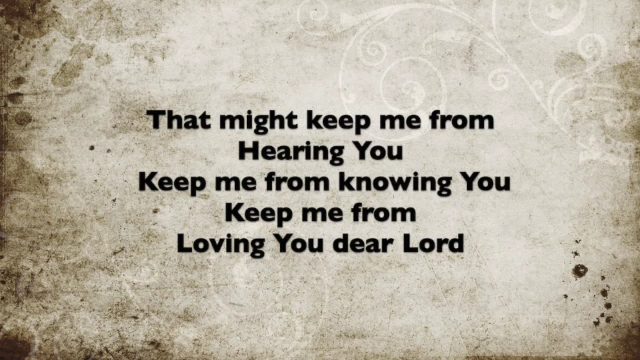 That might keep me from
Hearing You
Keep me from knowing You
Keep me from
Loving You dear Lord